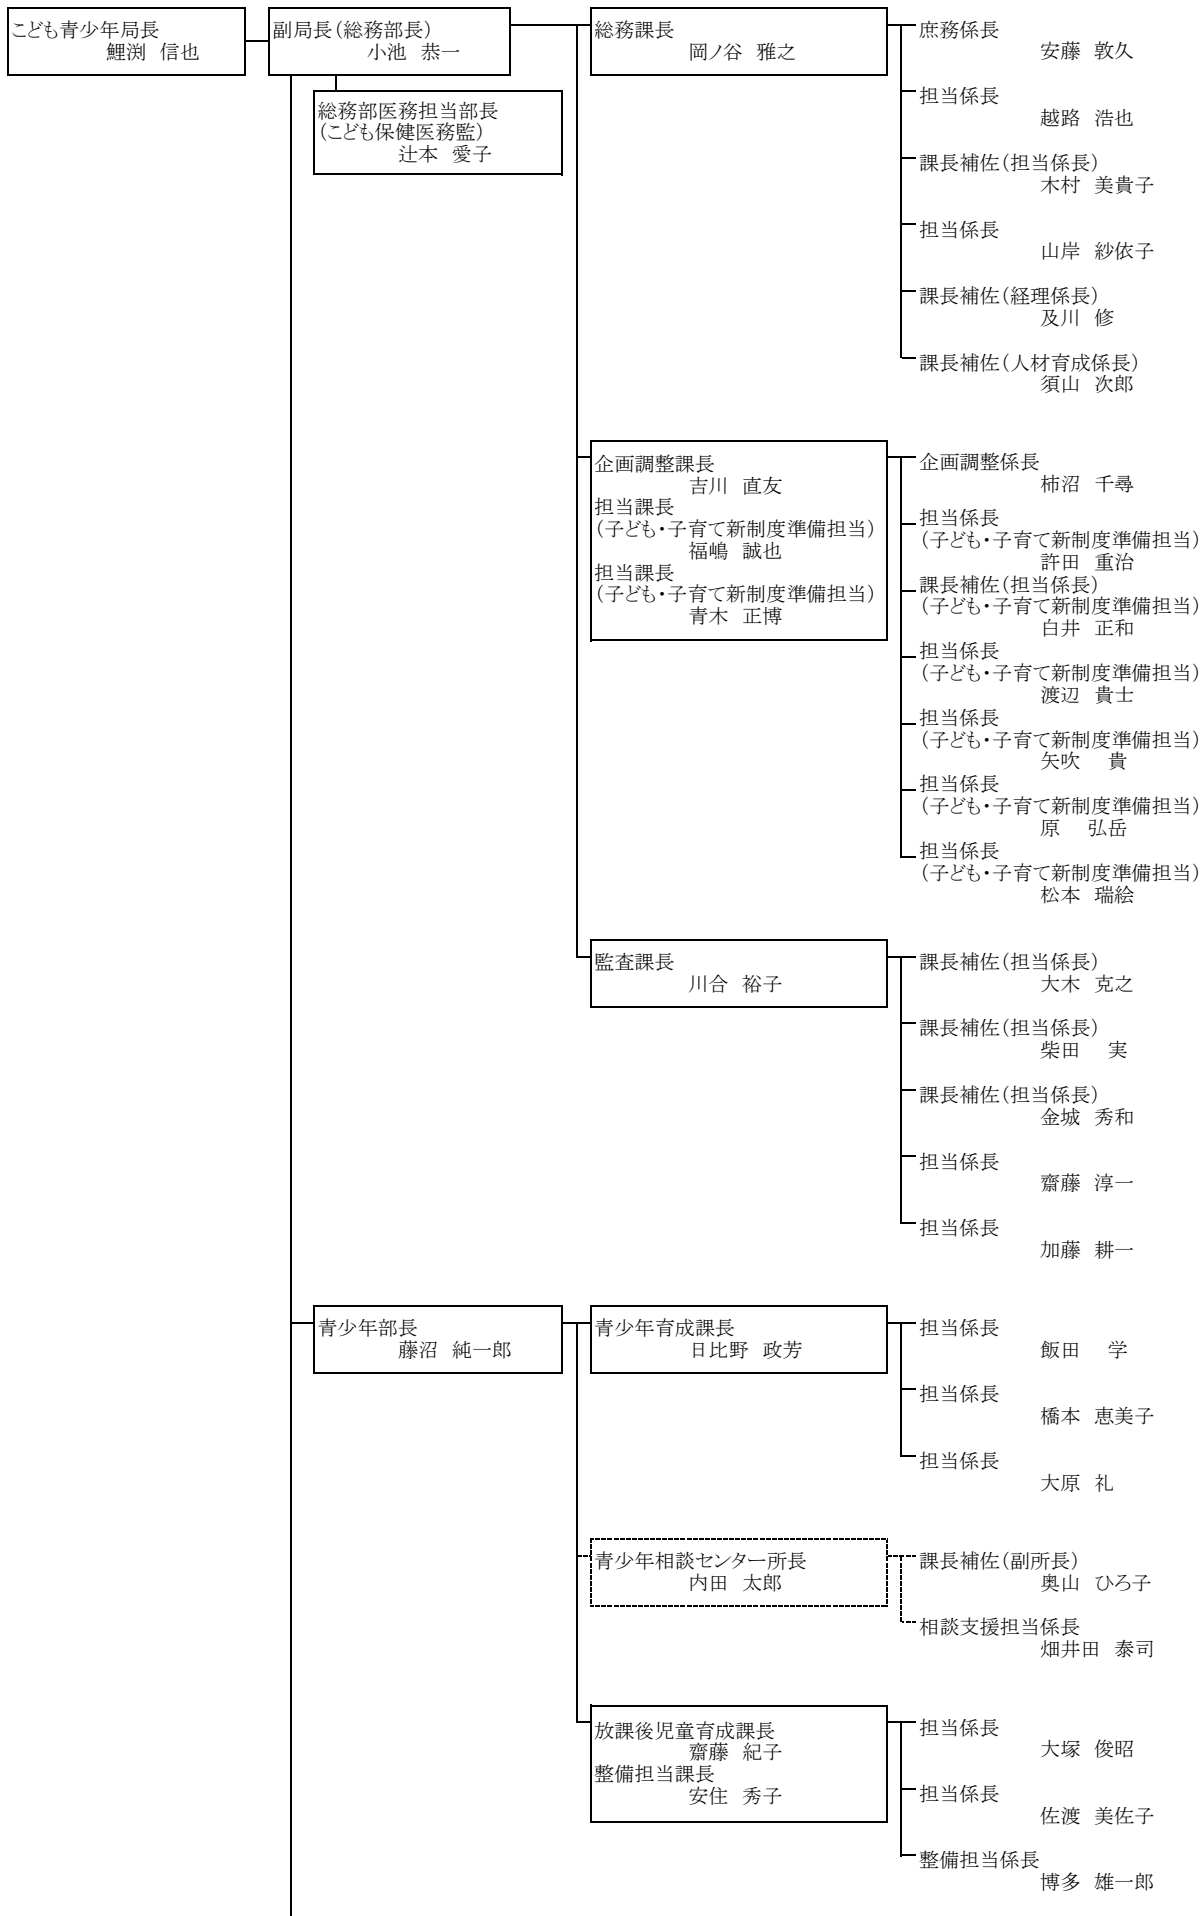 こども青少年局長
鯉渕 信也
副局長(総務部長)
小池 恭一
総務部医務担当部長
(こども保健医務監)
辻本 愛子
総務課長
岡ノ谷 雅之
庶務係長
安藤 敦久
担当係長
越路 浩也
課長補佐(担当係長)
木村 美貴子
担当係長
山岸 紗依子
課長補佐(経理係長)
及川 修
課長補佐(人材育成係長)
須山 次郎
企画調整課長
吉川 直友
担当課長
(子ども・子育て新制度準備担当)
福嶋 誠也
担当課長
(子ども・子育て新制度準備担当)
青木 正博
企画調整係長
柿沼 千尋
担当係長
(子ども・子育て新制度準備担当)
許田 重治
課長補佐(担当係長)
(子ども・子育て新制度準備担当)
白井 正和
担当係長
(子ども・子育て新制度準備担当)
渡辺 貴士
担当係長
(子ども・子育て新制度準備担当)
矢吹 貴
担当係長
(子ども・子育て新制度準備担当)
原 弘岳
担当係長
(子ども・子育て新制度準備担当)
松本 瑞絵
監査課長
川合 裕子
課長補佐(担当係長)
大木 克之
課長補佐(担当係長)
柴田 実
課長補佐(担当係長)
金城 秀和
担当係長
齋藤 淳一
担当係長
加藤 耕一
青少年部長
藤沼 純一郎
青少年育成課長
日比野 政芳
担当係長
飯田 学
担当係長
橋本 恵美子
担当係長
大原 礼
青少年相談センター所長
内田 太郎
課長補佐(副所長)
奥山 ひろ子
相談支援担当係長
畑井田 泰司
放課後児童育成課長
齋藤 紀子
整備担当課長
安住 秀子
担当係長
大塚 俊昭
担当係長
佐渡 美佐子
整備担当係長
博多 雄一郎